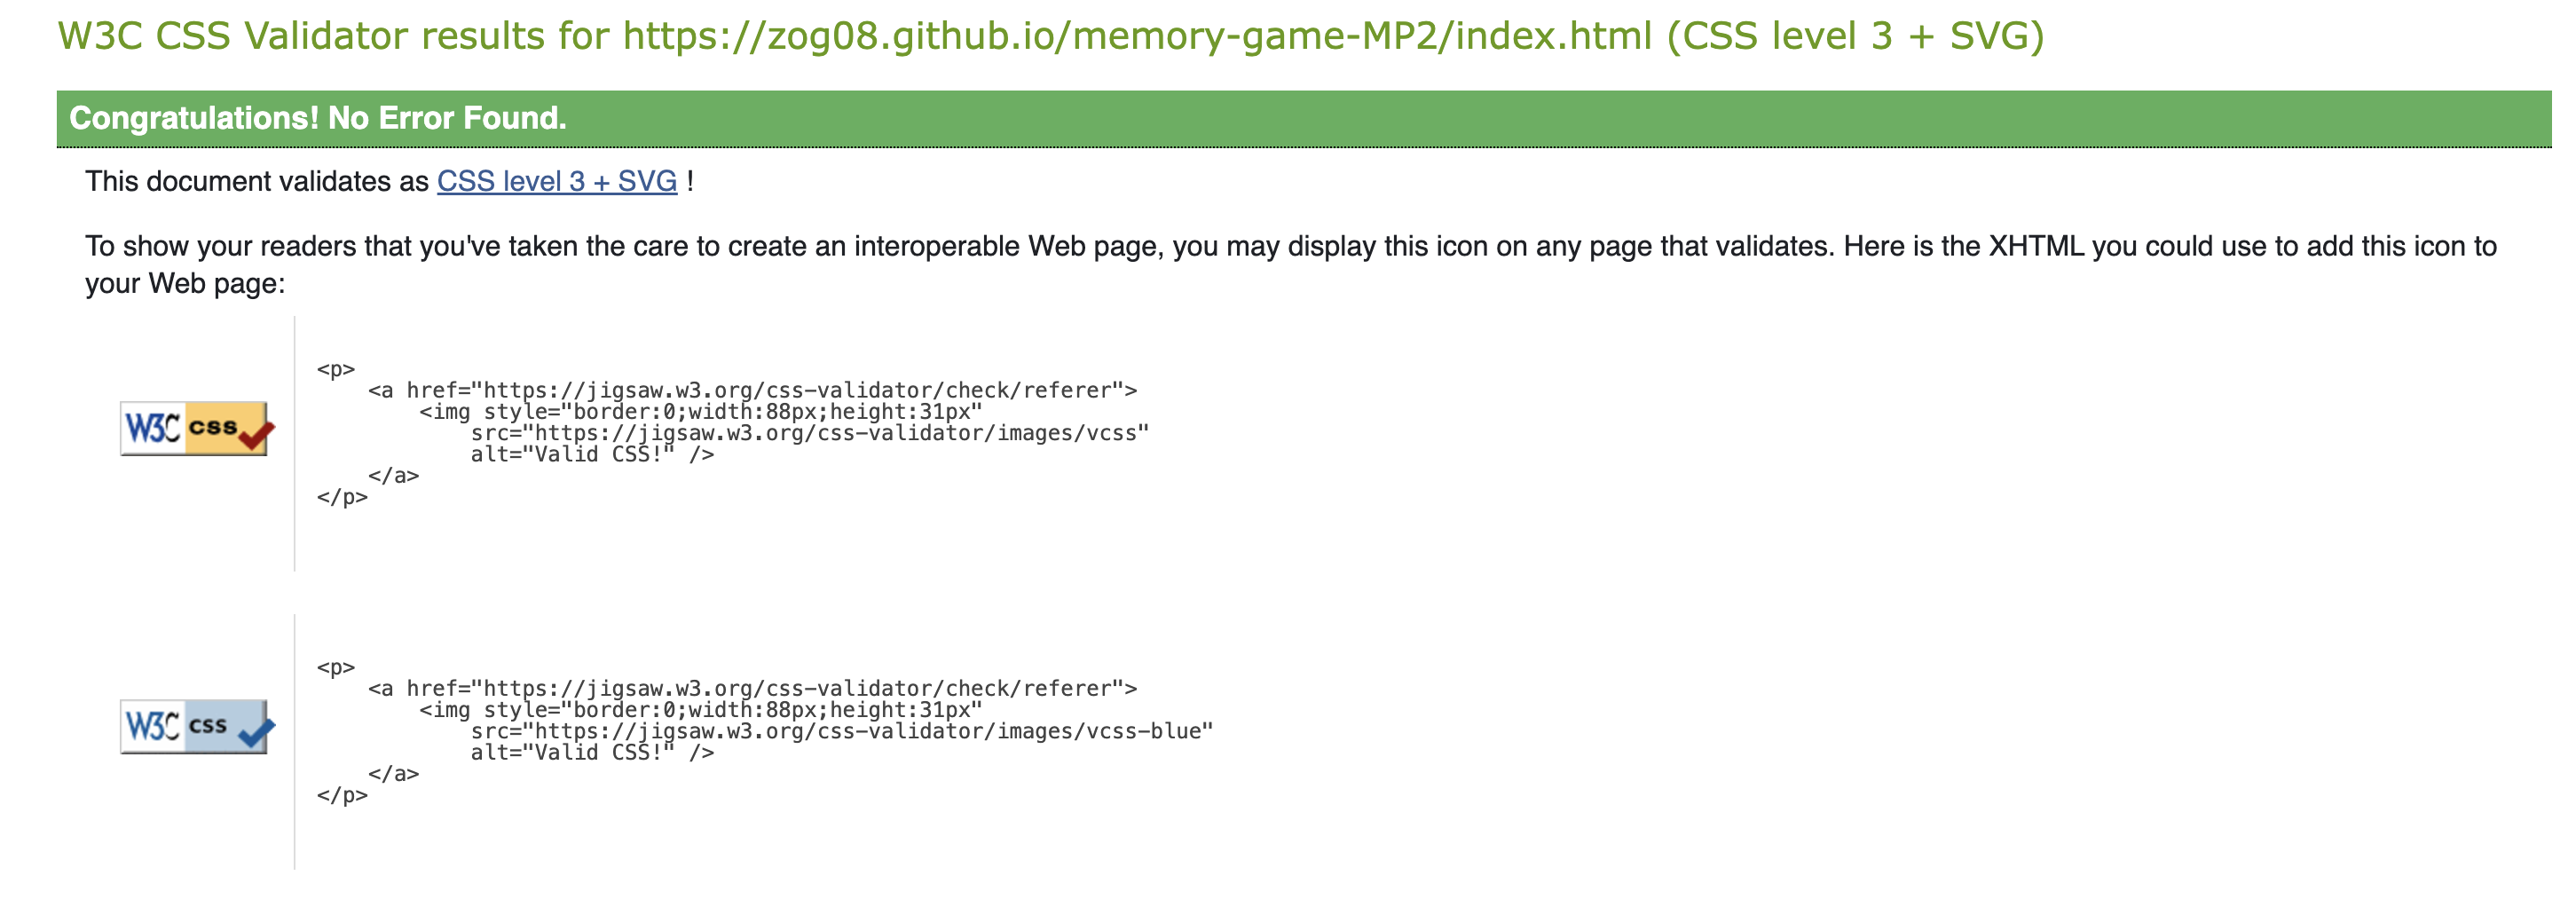 W3C CSS Validator results for https://zog08.github.io/memory-game-MP2/index.html (CSS level 3 + SVG)
Congratulations! No Error Found.
This document validates as CSS level 3 + SVG !
To show your readers that you've taken the care to create an interoperable Web page, you may display this icon on any page that validates. Here is the XHTML you could use to add this icon to
your Web page:
W3C css
<p>
    <a href="https://jigsaw.w3.org/css-validator/check/referer">
        <img style="border:0;width:88px;height:31px"
            src="https://jigsaw.w3.org/css-validator/images/vcss"
            alt="Valid CSS!" />
    </a>
</p>
W3C css
<p>
    <a href="https://jigsaw.w3.org/css-validator/check/referer">
        <img style="border:0;width:88px;height:31px"
            src="https://jigsaw.w3.org/css-validator/images/vcss-blue"
            alt="Valid CSS!" />
    </a>
</p>